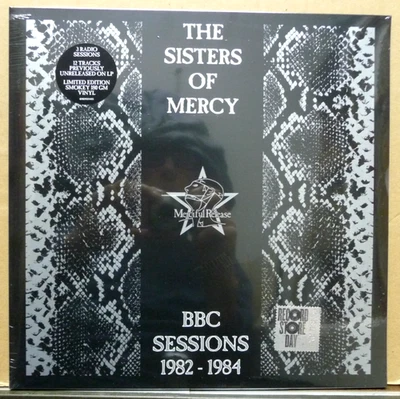 THE
SISTERS
OF
MERCY
3 RADIO
SESSIONS
12 TRACKS
PREVIOUSLY
UNRELEASED ON LP
LIMITED EDITION
SMOKEY 180 GM
VINYL
Merciful Release
BBC
SESSIONS
1982 - 1984
RECORD
STORE
DAY